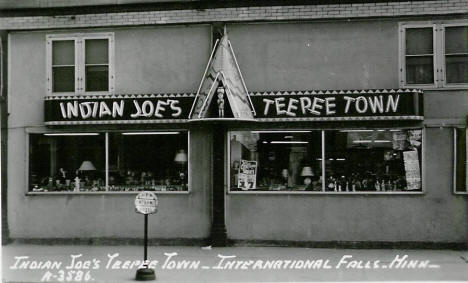 INDIAN JOE'S TEEPEE TOWN
INDIAN JOE'S TEEPEE TOWN - INTERNATIONAL FALLS - MINN -
A-3586.